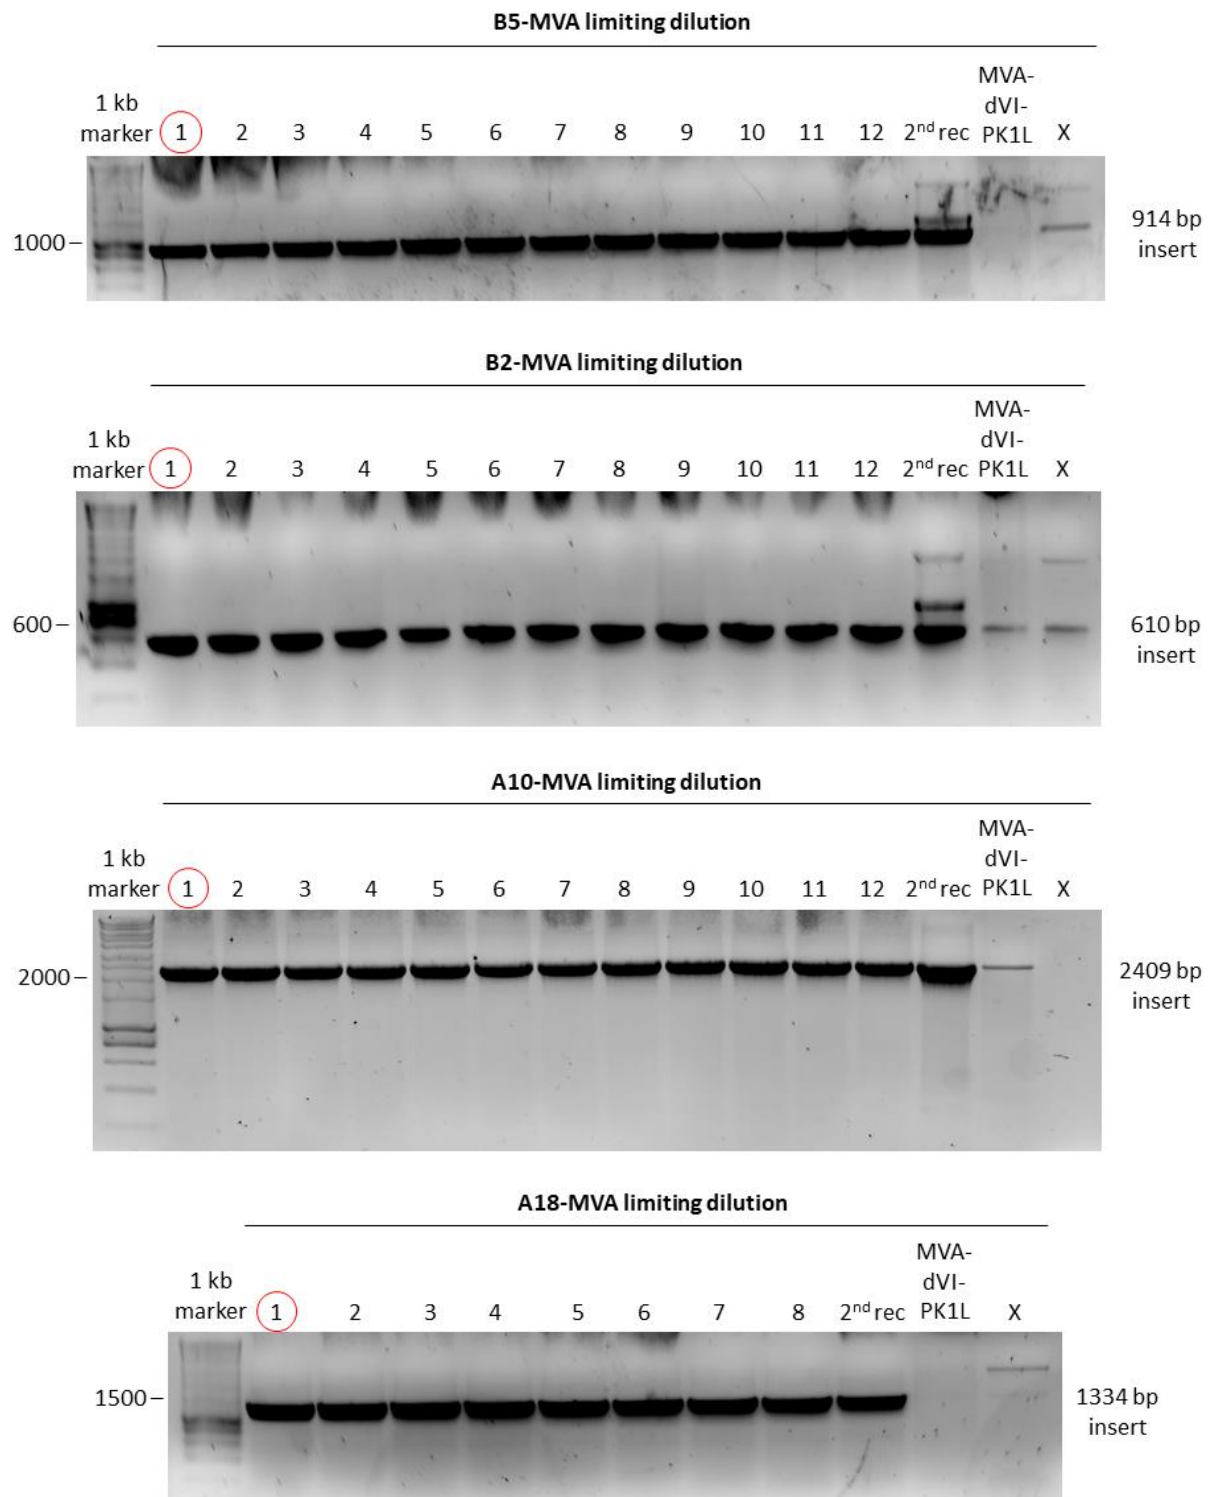 B5-MVA limiting dilution
MVA-
dVI-
PK1L
1 kb
marker 1 2 3 4 5 6 7 8 9 10 11 12 2nd rec X
1000
914 bp
insert
B2-MVA limiting dilution
MVA-
dVI-
PK1L
1 kb
marker 1 2 3 4 5 6 7 8 9 10 11 12 2nd rec X
600
610 bp
insert
A10-MVA limiting dilution
MVA-
dVI-
PK1L
1 kb
marker 1 2 3 4 5 6 7 8 9 10 11 12 2nd rec X
2000
2409 bp
insert
A18-MVA limiting dilution
MVA-
dVI-
PK1L
1 kb
marker 1 2 3 4 5 6 7 8 2nd rec X
1500
1334 bp
insert